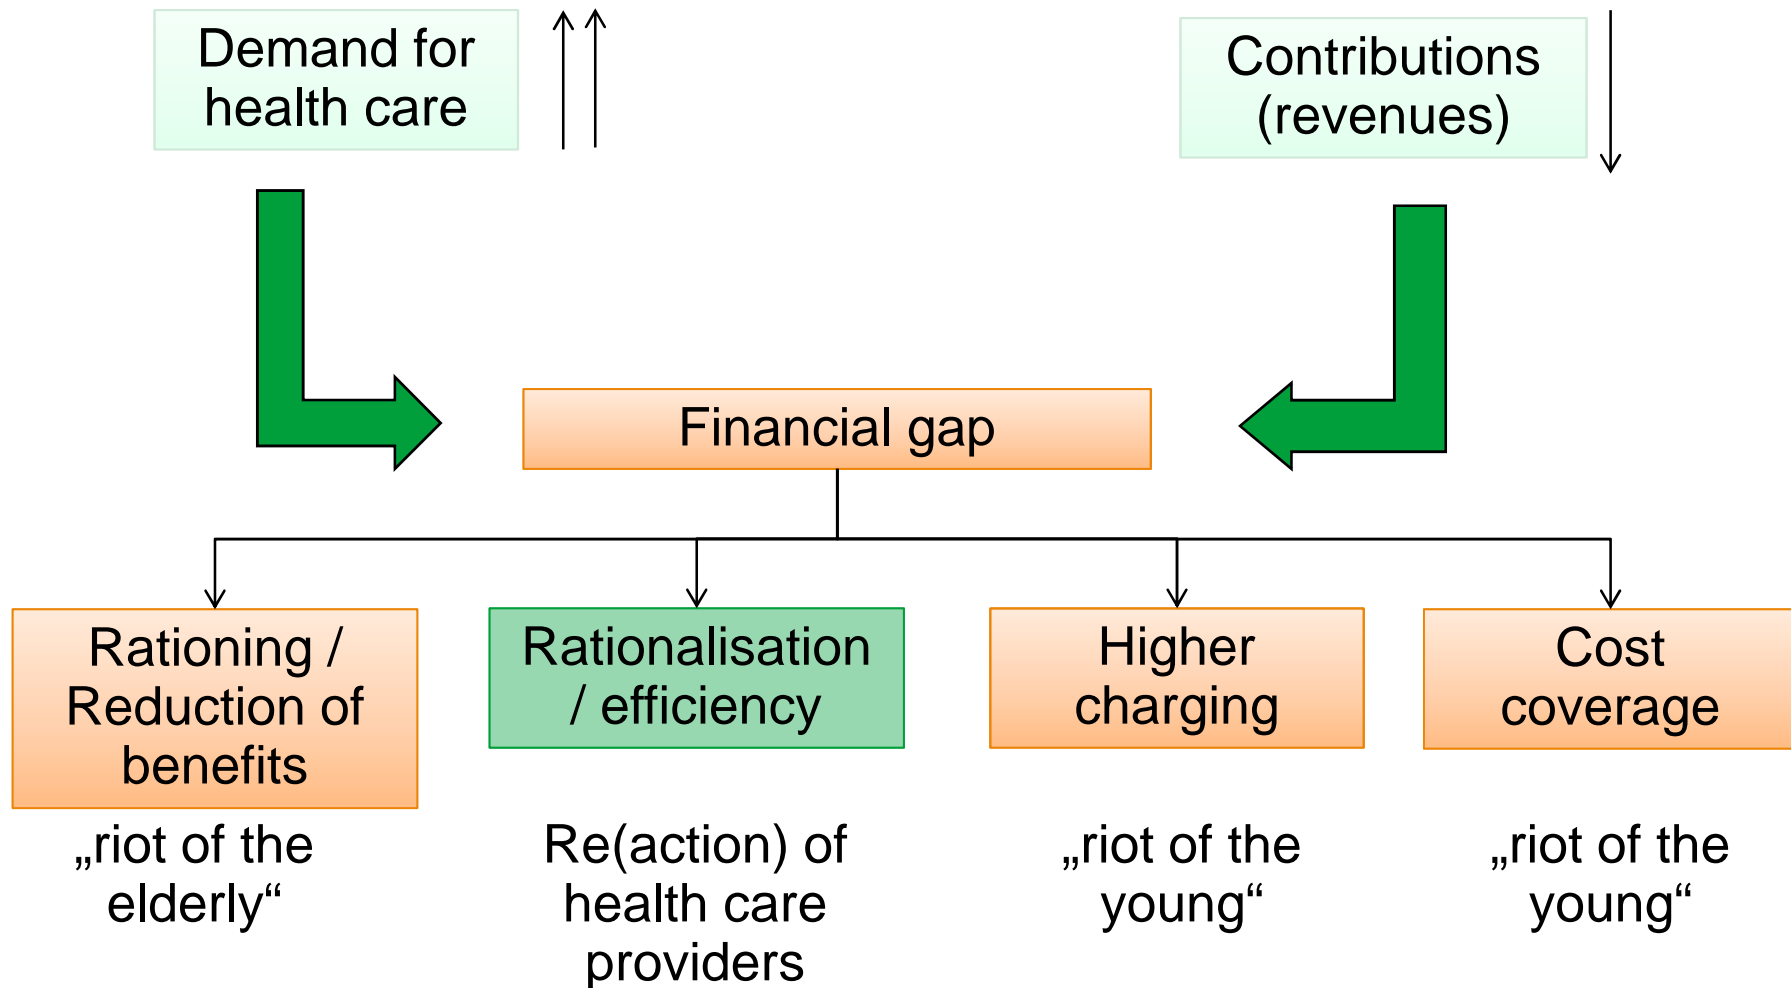 Demand for
health care
Contributions
(revenues)
Financial gap
Rationing /
Reduction of
benefits
Rationalisation
/ efficiency
Higher
charging
Cost
coverage
„riot of the
elderly“
Re(action) of
health care
providers
„riot of the
young“
„riot of the
young“